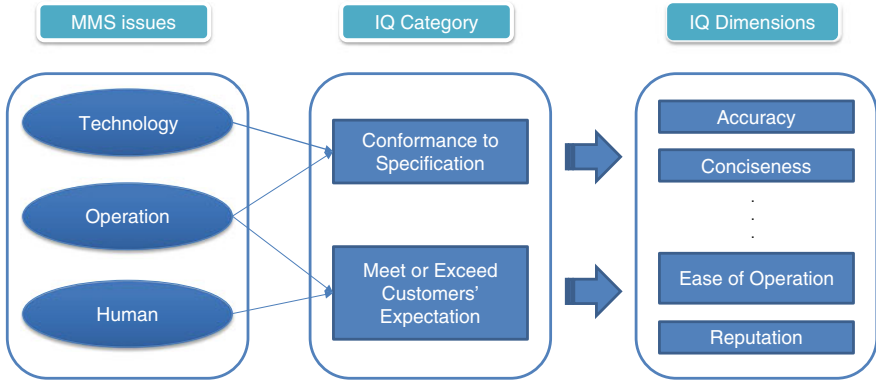 MMS issues
IQ Category
IQ Dimensions
Technology
Operation
Human
Conformance to
Specification
Meet or Exceed
Customers’
Expectation
Accuracy
Conciseness
.
.
.
Ease of Operation
Reputation